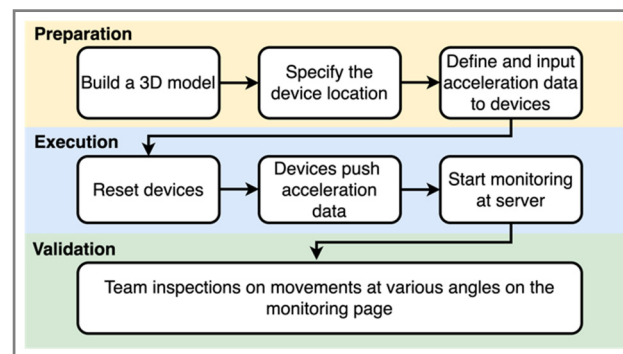 Preparation
Build a 3D model
Specify the
device location
Define and input
acceleration data
to devices
Execution
Reset devices
Devices push
acceleration
data
Start monitoring
at server
Validation
Team inspections on movements at various angles on the
monitoring page